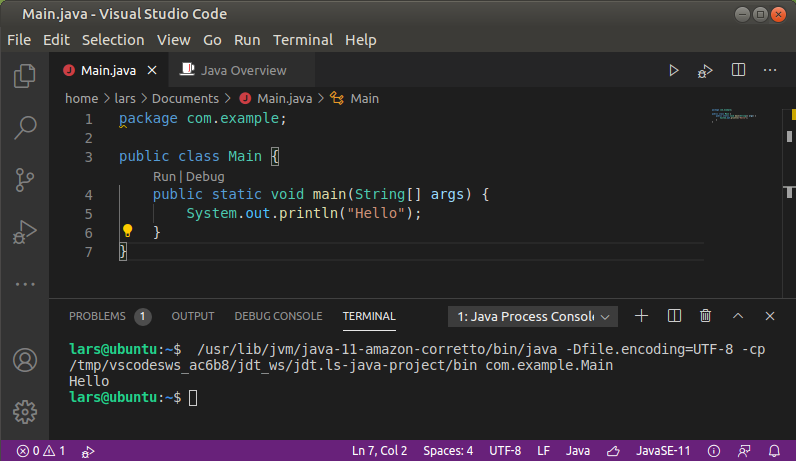 Main.java - Visual Studio Code
File Edit Selection View Go Run Terminal Help
Main.java Java Overview
home > lars > Documents > Main.java > Main
1 package com.example;
2
3 public class Main {
Run | Debug
4 public static void main(String[] args) {
5 System.out.println("Hello");
6 }
7 }
PROBLEMS 1 OUTPUT DEBUG CONSOLE TERMINAL 1: Java Process Console
lars@ubuntu:~$ /usr/lib/jvm/java-11-amazon-corretto/bin/java -Dfile.encoding=UTF-8 -cp
/tmp/vscodesws_ac6b8/jdt_ws/jdt.ls-java-project/bin com.example.Main
Hello
lars@ubuntu:~$
0 1 Ln 7, Col 2 Spaces: 4 UTF-8 LF Java JavaSE-11